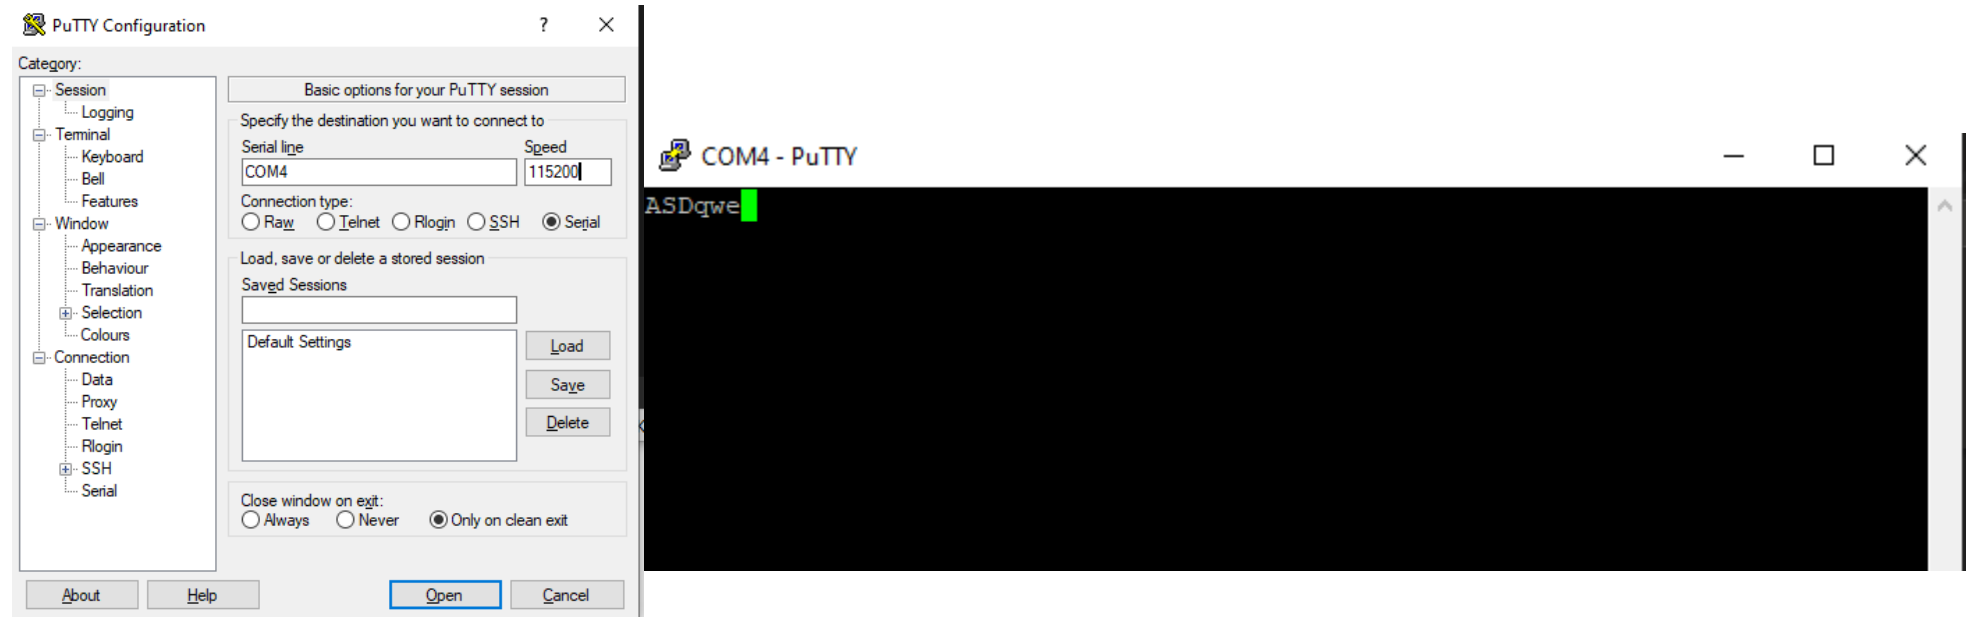 PuTTY Configuration
?
Category:
Session
Logging
Terminal
Keyboard
Bell
Features
Window
Appearance
Behaviour
Translation
Selection
Colours
Connection
Data
Proxy
Telnet
Rlogin
SSH
Serial
Basic options for your PuTTY session
Specify the destination you want to connect to
Serial line Speed
COM4 115200
Connection type:
Raw Telnet Rlogin SSH Serial
Load, save or delete a stored session
Saved Sessions
Default Settings
Load
Save
Delete
Close window on exit:
Always Never Only on clean exit
About Help Open Cancel
COM4 - PuTTY
ASDqwe